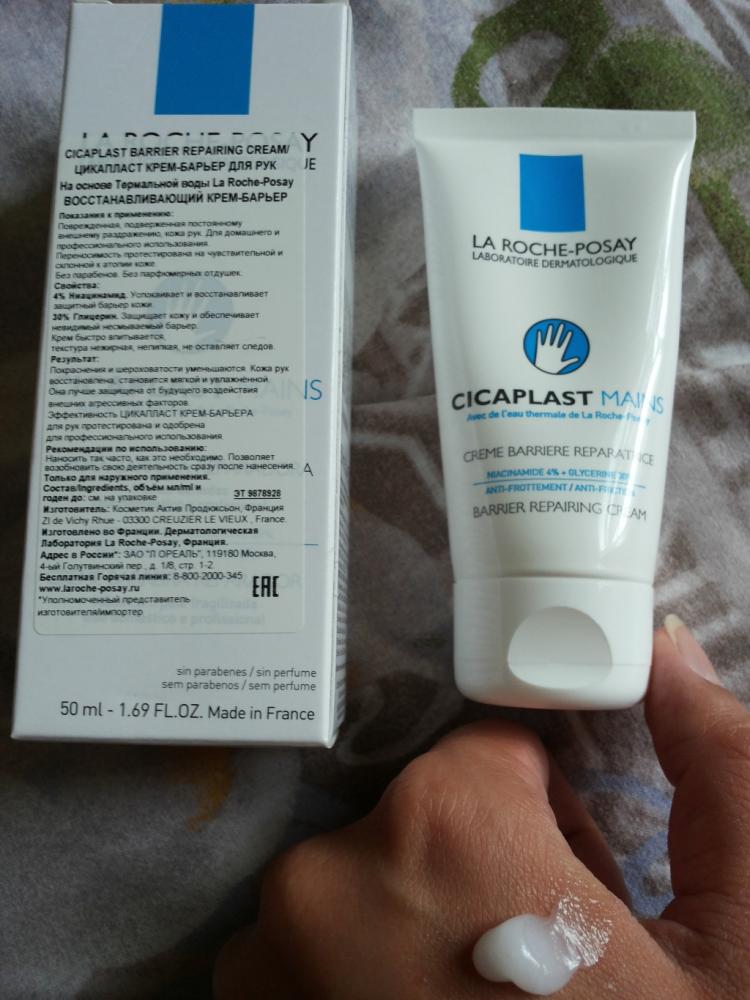 LA ROCHE-POSAY
CICAPLAST BARRIER REPAIRING CREAM/
ЦИКАПЛАСТ КРЕМ-БАРЬЕР ДЛЯ РУК
На основе Термальной воды La Roche-Posay
ВОССТАНАВЛИВАЮЩИЙ КРЕМ-БАРЬЕР
Показания к применению:
Поврежденная, подверженная постоянному
внешнему раздражению, кожа рук. Для домашнего и
профессионального использования.
Переносимость протестирована на чувствительной и
склонной к атопии коже.
Без парабенов. Без парфюмерных отдушек.
Свойства:
4% Ниацинамид. Успокаивает и восстанавливает
защитный барьер кожи.
30% Глицерин. Защищает кожу и обеспечивает
невидимый несмываемый барьер.
Крем быстро впитывается,
текстура нежирная, нелипкая, не оставляет следов.
Результат:
Покраснения и шероховатости уменьшаются. Кожа рук
восстановлена, становится мягкой и увлажненной.
Она лучше защищена от будущего воздействия
внешних агрессивных факторов.
Эффективность ЦИКАПЛАСТ КРЕМ-БАРЬЕРА
для рук протестирована и одобрена
для профессионального использования.
Рекомендации по использованию:
Наносить так часто, как это необходимо. Позволяет
возобновить свою деятельность сразу после нанесения.
Только для наружного применения.
Состав/Ingredients, объем мл/ml и
годен до: см. на упаковке
ЭТ 9878928
Изготовитель: Косметик Актив Продюксьон, Франция
ZI de Vichy Rhue - 03300 CREUZIER LE VIEUX, France.
Изготовлено во Франции. Дерматологическая
Лаборатория La Roche-Posay, Франция.
Адрес в России*: ЗАО "Л ОРЕАЛЬ", 119180 Москва,
4-ый Голутвинский пер., д. 1/8, стр. 1-2
Бесплатная Горячая линия: 8-800-2000-345
www.laroche-posay.ru
EAC
*Уполномоченный представитель
изготовителя/импортер
sin parabenes / sin perfume
sem parabenos / sem perfume
50 ml - 1.69 FL.OZ. Made in France
LA ROCHE-POSAY
LABORATOIRE DERMATOLOGIQUE
CICAPLAST MAINS
Avec de l'eau thermale de La Roche-Posay
CREME BARRIERE REPARATRICE
NIACINAMIDE 4% + GLYCERINE 30%
ANTI-FROTTEMENT / ANTI-FRICTION
BARRIER REPAIRING CREAM